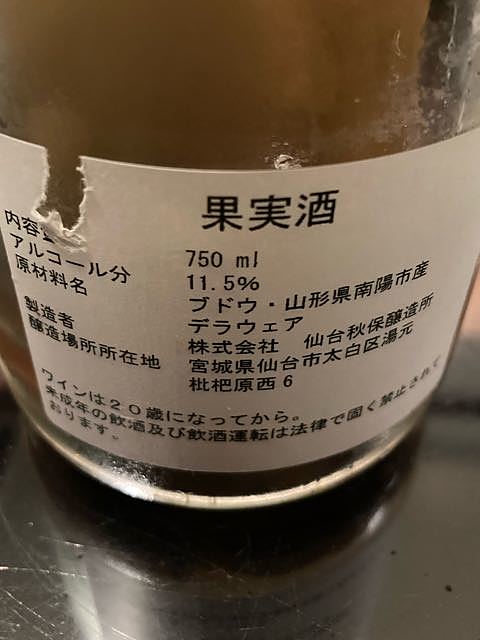 果実酒
内容 750 ml
アルコール分 11.5%
原材料名 ブドウ・山形県南陽市産
デラウェア
製造者 株式会社 仙台秋保醸造所
醸造場所所在地 宮城県仙台市太白区湯元
枇杷原西6
ワインは20歳になってから。
未成年の飲酒及び飲酒運転は法律で固く禁止されて
おります。